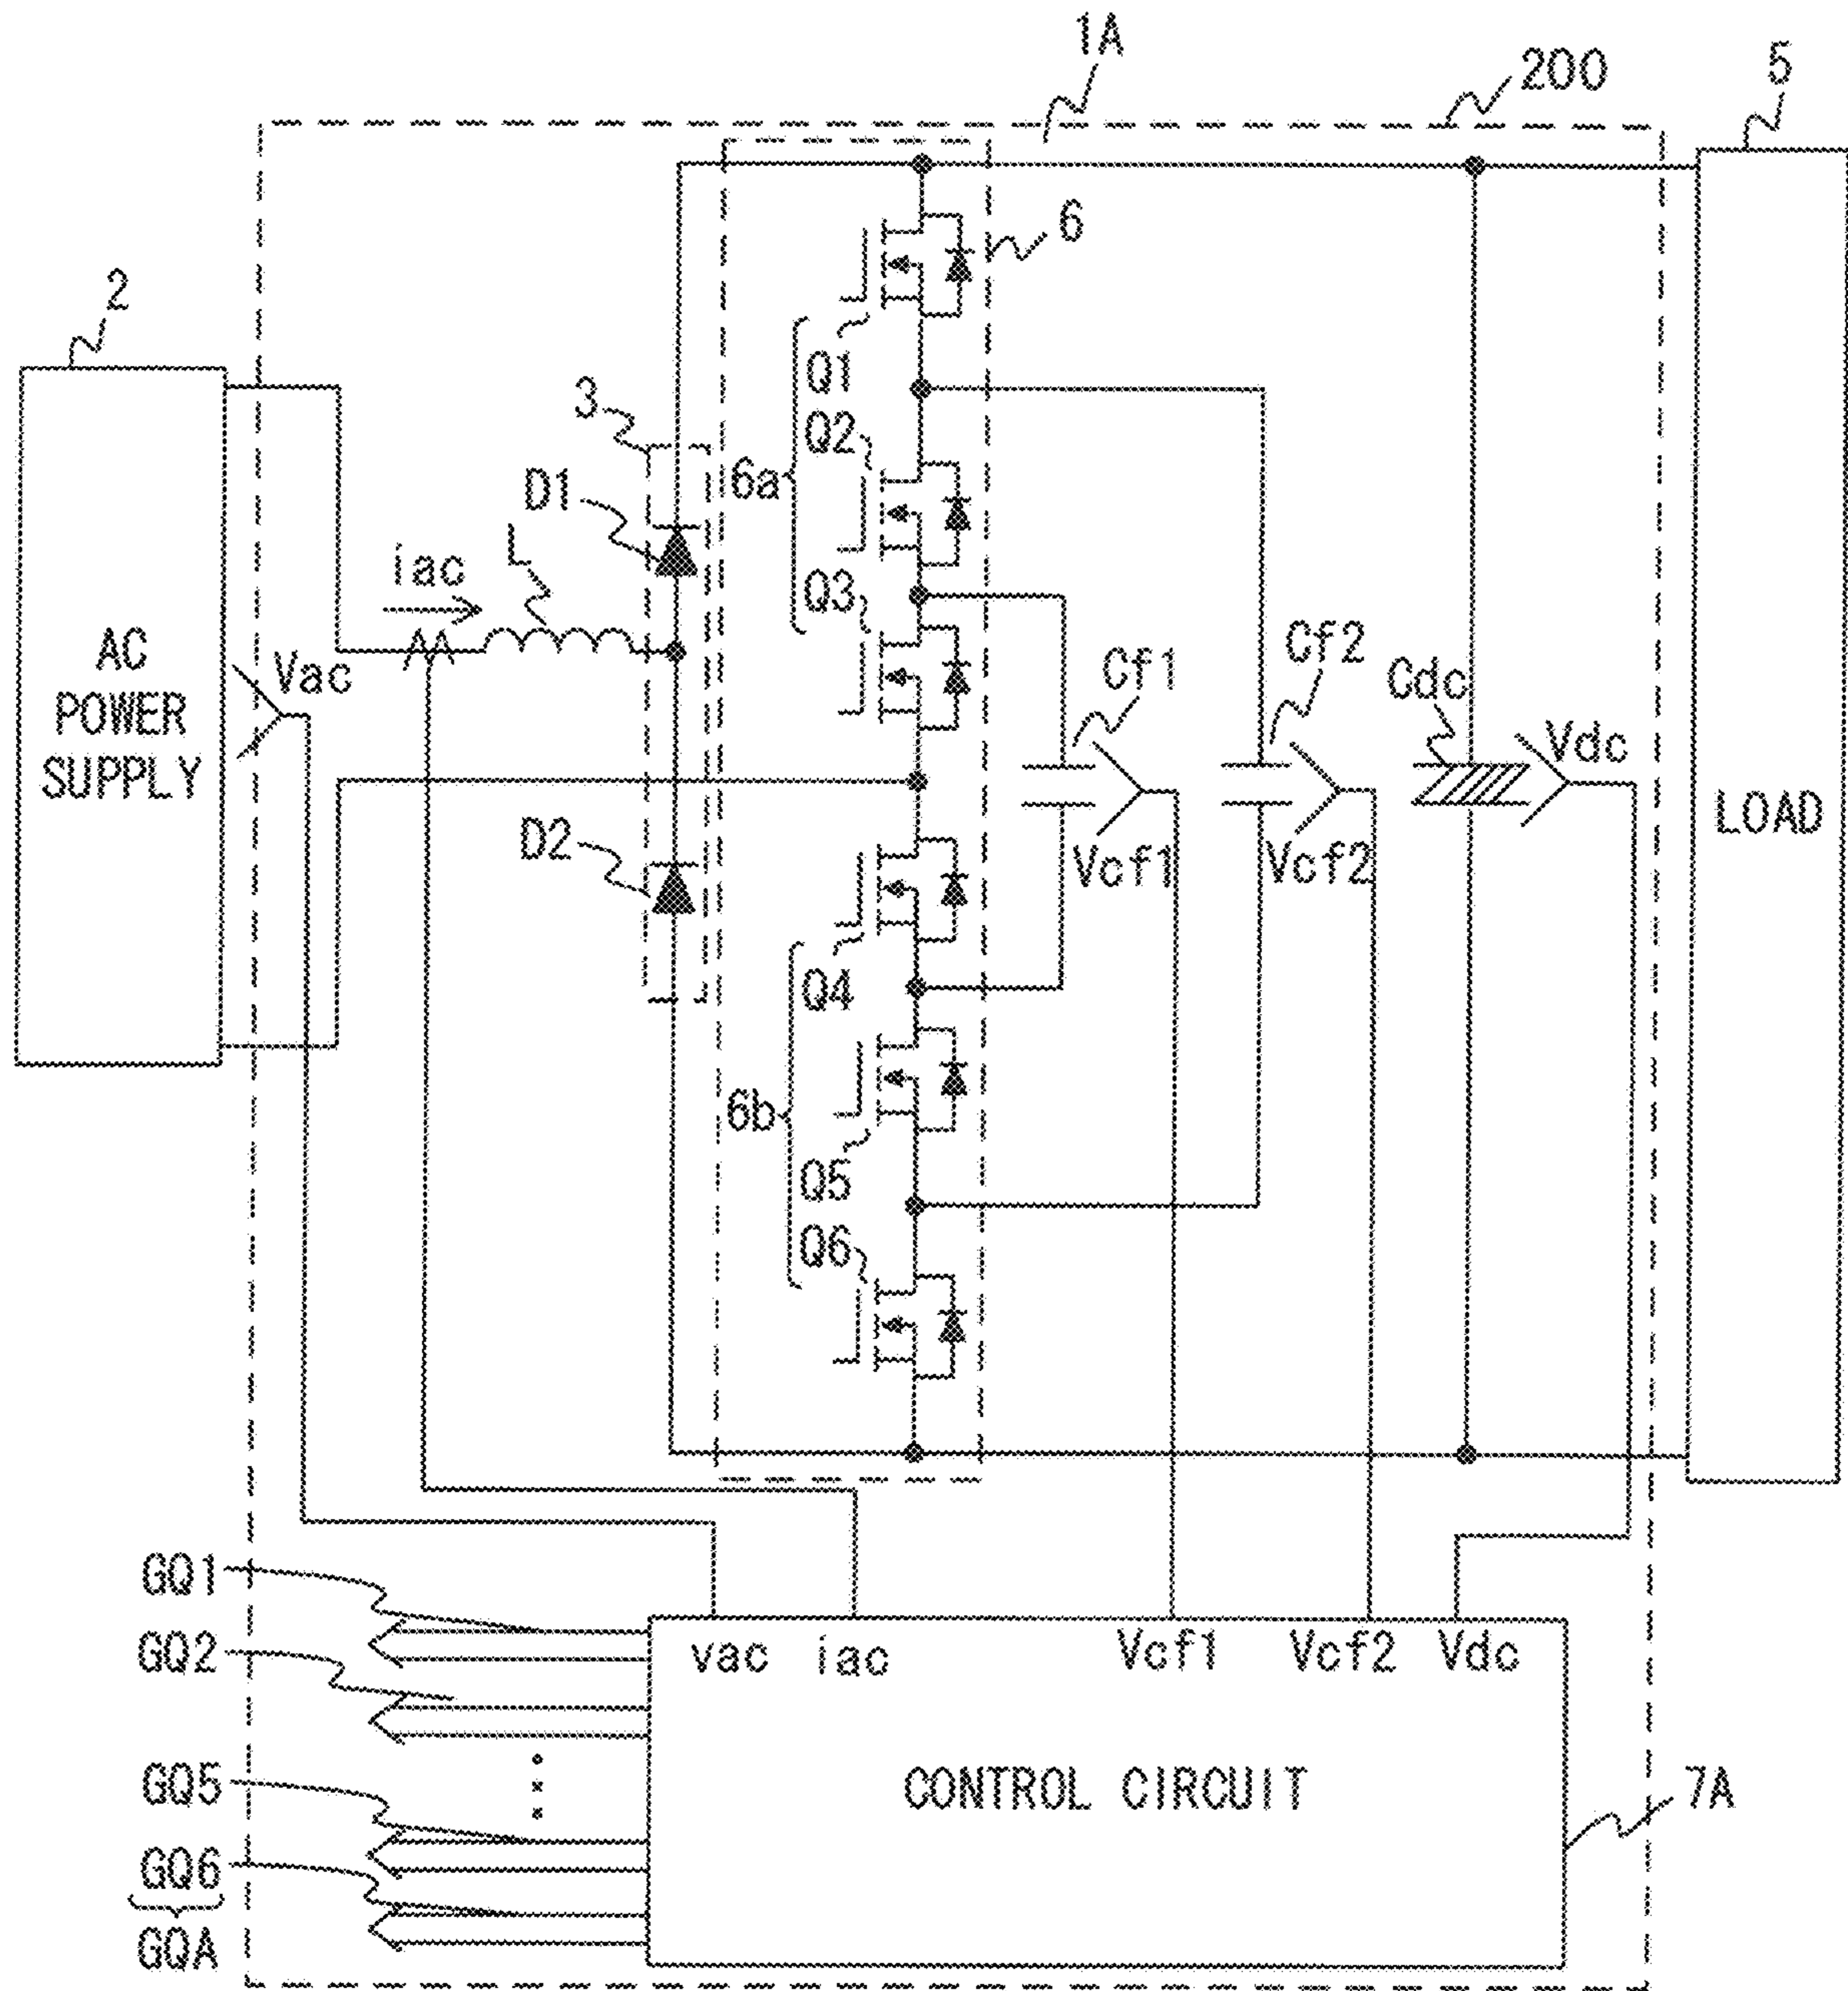 1A
200
5
6
2
3
Q1
Q2
6a
D1
L
iac
Q3
AC
POWER
SUPPLY
Vac
Cf1
Cf2
Cdc
Vdc
LOAD
D2
Vcf1
Vcf2
Q4
6b
Q5
Q6
GQ1
GQ2
GQ5
GQ6
GQA
vac
iac
Vcf1
Vcf2
Vdc
CONTROL CIRCUIT
7A